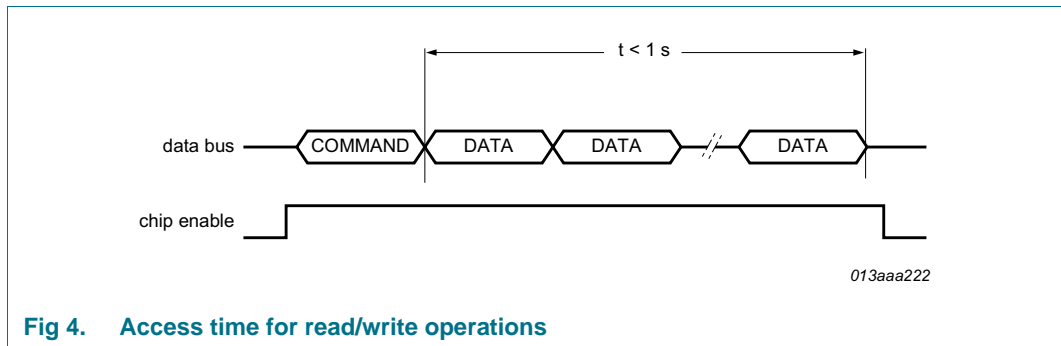 t < 1 s
data bus COMMAND DATA DATA DATA
chip enable
013aaa222
Fig 4. Access time for read/write operations